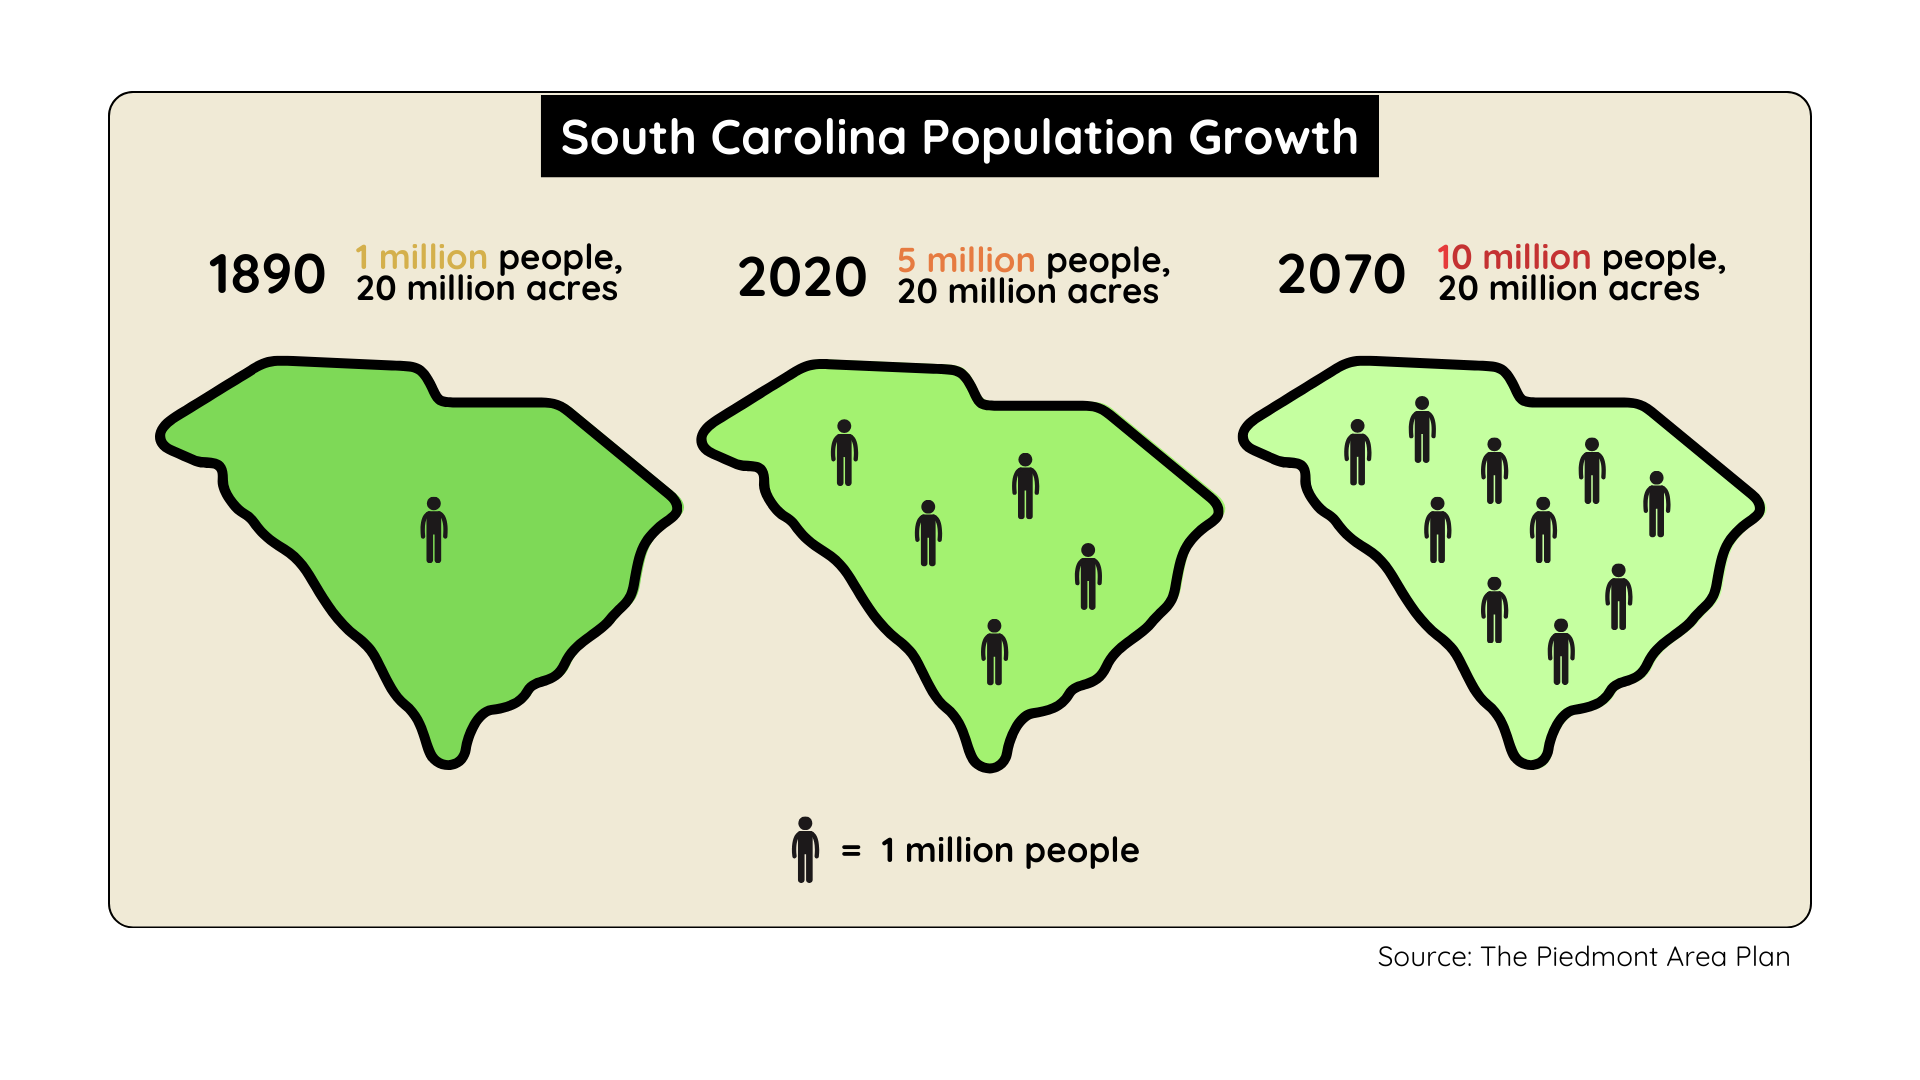 South Carolina Population Growth
1890
1 million people,
20 million acres
2020
5 million people,
20 million acres
2070
10 million people,
20 million acres
= 1 million people
Source: The Piedmont Area Plan